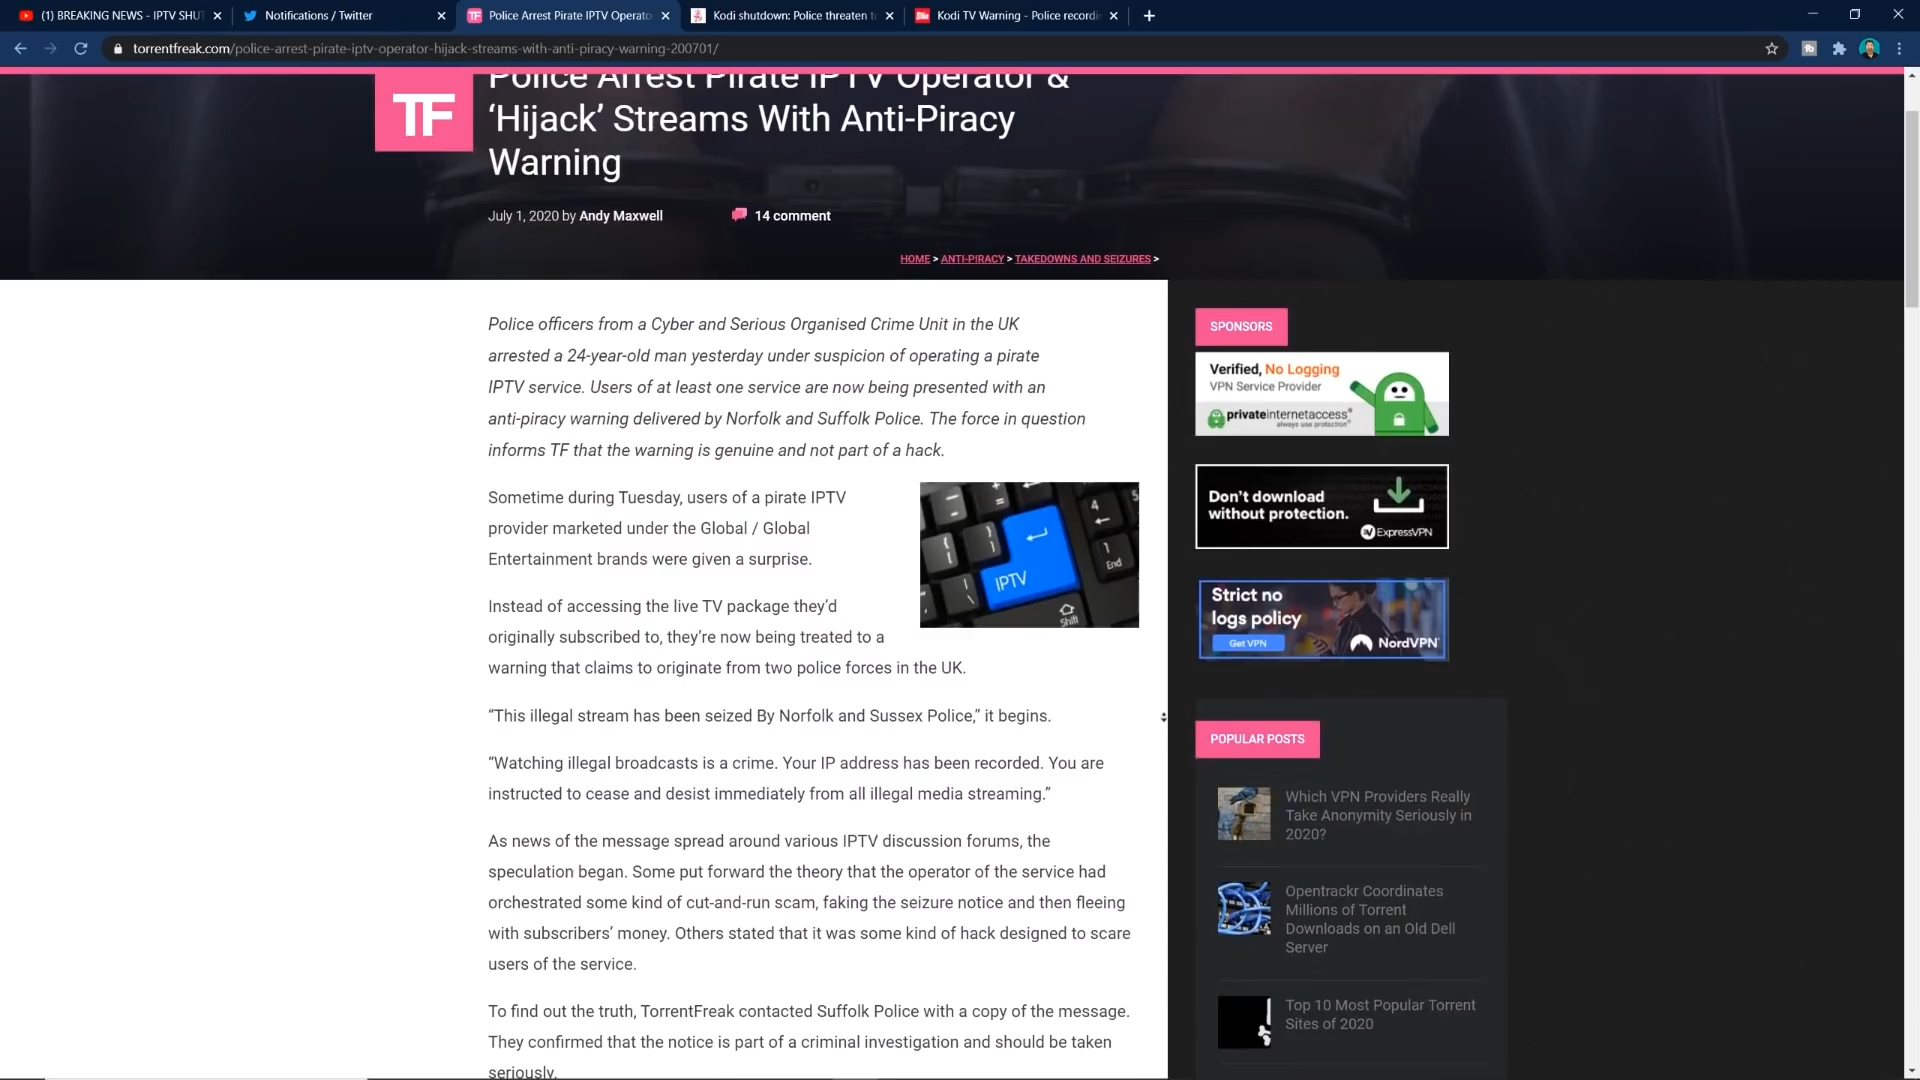 (1) BREAKING NEWS - IPTV SHUT
Notifications / Twitter
Police Arrest Pirate IPTV Operato
Kodi shutdown: Police threaten t
Kodi TV Warning - Police recordi
torrentfreak.com/police-arrest-pirate-iptv-operator-hijack-streams-with-anti-piracy-warning-200701/
TF
Police Arrest Pirate IPTV Operator &
‘Hijack’ Streams With Anti-Piracy
Warning
July 1, 2020 by Andy Maxwell
14 comment
HOME > ANTI-PIRACY > TAKEDOWNS AND SEIZURES >
Police officers from a Cyber and Serious Organised Crime Unit in the UK
arrested a 24-year-old man yesterday under suspicion of operating a pirate
IPTV service. Users of at least one service are now being presented with an
anti-piracy warning delivered by Norfolk and Suffolk Police. The force in question
informs TF that the warning is genuine and not part of a hack.
Sometime during Tuesday, users of a pirate IPTV
provider marketed under the Global / Global
Entertainment brands were given a surprise.
Instead of accessing the live TV package they’d
originally subscribed to, they’re now being treated to a
warning that claims to originate from two police forces in the UK.
“This illegal stream has been seized By Norfolk and Sussex Police,” it begins.
“Watching illegal broadcasts is a crime. Your IP address has been recorded. You are
instructed to cease and desist immediately from all illegal media streaming.”
As news of the message spread around various IPTV discussion forums, the
speculation began. Some put forward the theory that the operator of the service had
orchestrated some kind of cut-and-run scam, faking the seizure notice and then fleeing
with subscribers’ money. Others stated that it was some kind of hack designed to scare
users of the service.
To find out the truth, TorrentFreak contacted Suffolk Police with a copy of the message.
They confirmed that the notice is part of a criminal investigation and should be taken
seriously.
IPTV
Shift
End
1
4
5
SPONSORS
Verified, No Logging
VPN Service Provider
privateinternetaccess®
always use protection®
Don’t download
without protection.
ExpressVPN
Strict no
logs policy
Get VPN
NordVPN®
POPULAR POSTS
Which VPN Providers Really
Take Anonymity Seriously in
2020?
Opentrackr Coordinates
Millions of Torrent
Downloads on an Old Dell
Server
Top 10 Most Popular Torrent
Sites of 2020